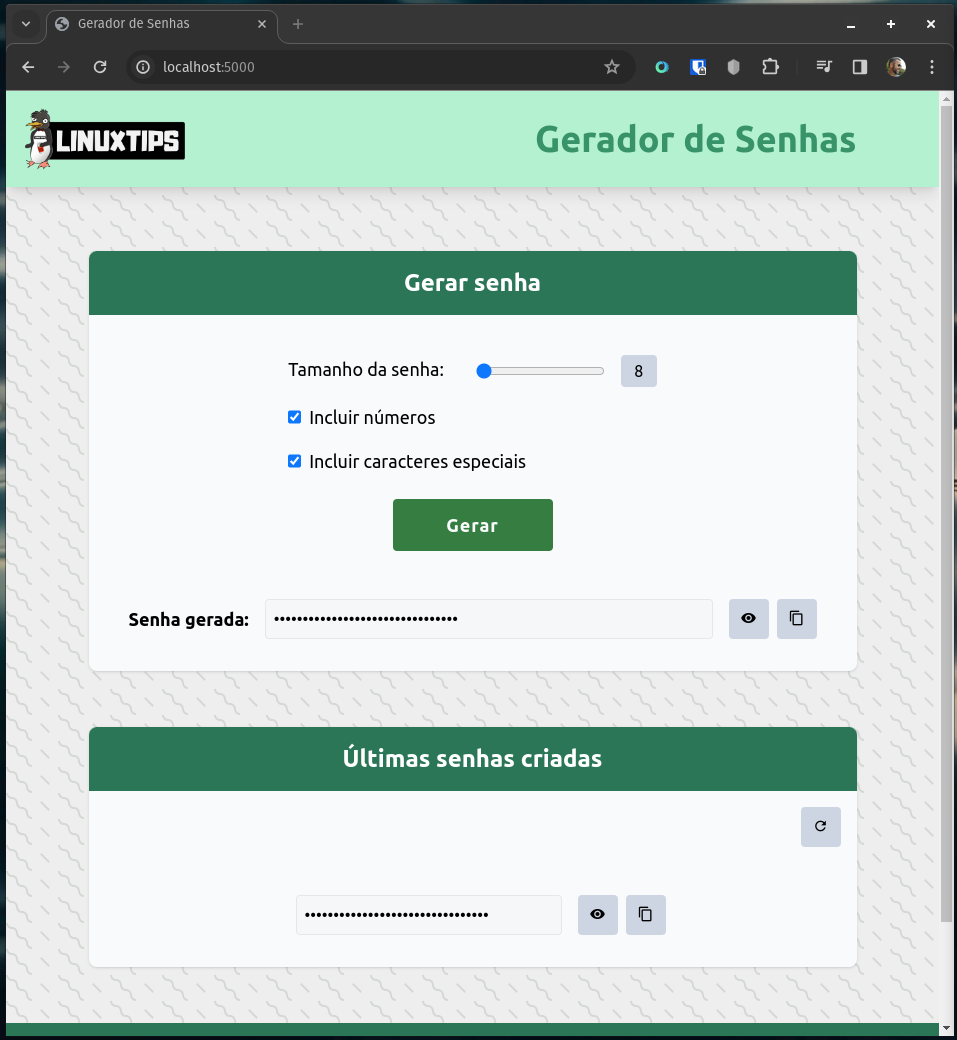 Gerador de Senhas
localhost:5000
LINUXTIPS
Gerador de Senhas
Gerar senha
Tamanho da senha: 8
Incluir números
Incluir caracteres especiais
Gerar
Senha gerada: ••••••••••••••••••••••••••••••••
Últimas senhas criadas
••••••••••••••••••••••••••••••••